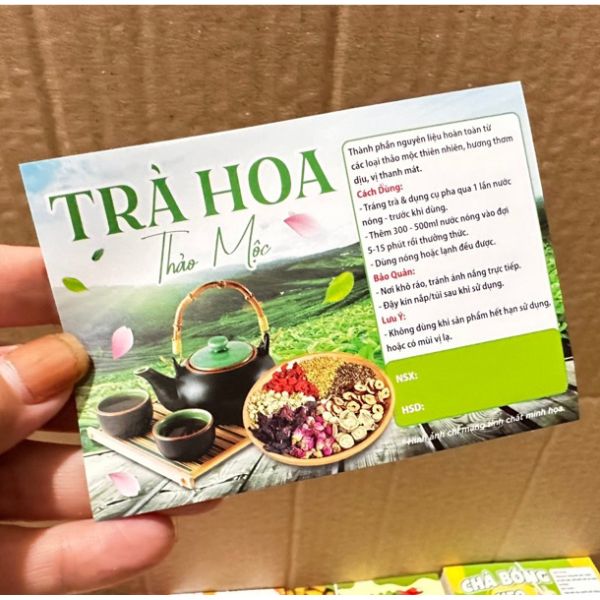 TRÀ HOA
Thảo Mộc
Thành phần nguyên liệu hoàn toàn từ
các loại thảo mộc thiên nhiên, hương thơm
dịu, vị thanh mát.
Cách Dùng:
- Tráng trà & dụng cụ pha qua 1 lần nước
nóng - trước khi dùng.
- Thêm 300 - 500ml nước nóng vào đợi
5-15 phút rồi thưởng thức.
- Dùng nóng hoặc lạnh đều được.
Bảo Quản:
- Nơi khô ráo, tránh ánh nắng trực tiếp.
- Đậy kín nắp/túi sau khi sử dụng.
Lưu Ý:
- Không dùng khi sản phẩm hết hạn sử dụng,
hoặc có mùi vị lạ.
NSX:
HSD:
* Hình ảnh chỉ mang tính chất minh họa.
CHÀ BÔNG